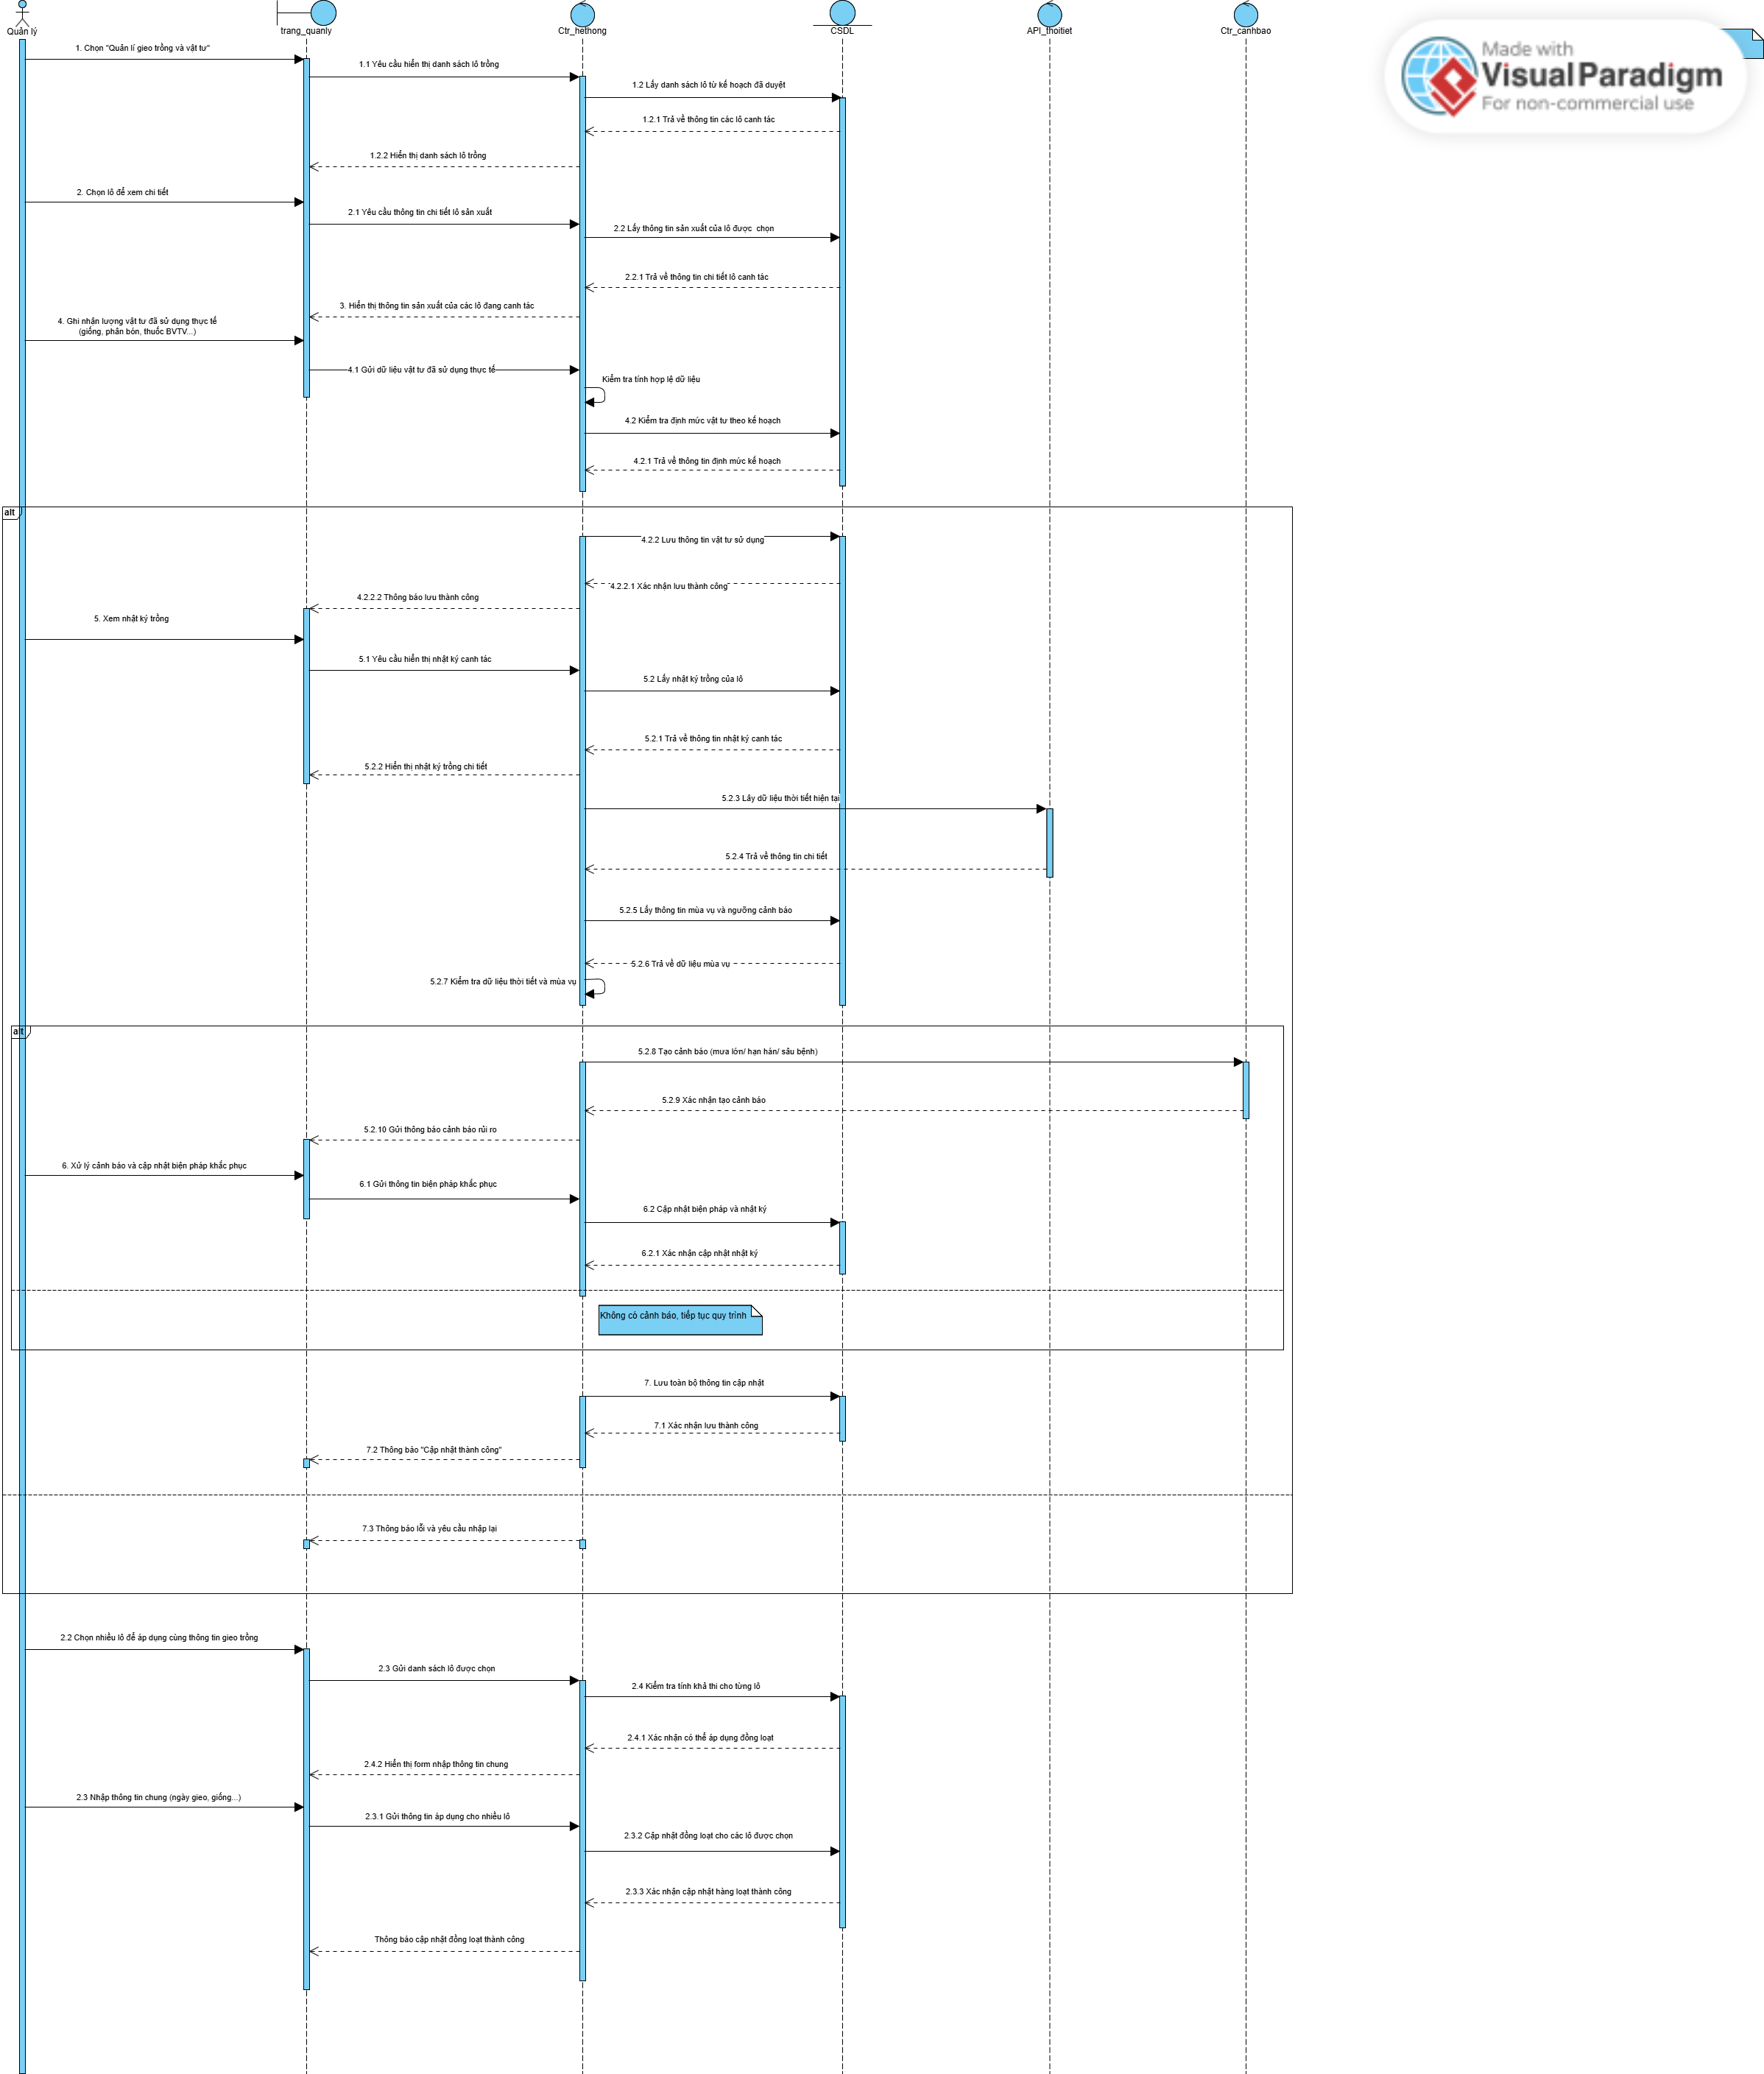 Quản lý
trang_quanly
Ctr_hethong
CSDL
API_thoitiet
Ctr_canhbao
Made with
Visual Paradigm
For non-commercial use
1. Chọn "Quản lí gieo trồng và vật tư"
1.1 Yêu cầu hiển thị danh sách lô trồng
1.2 Lấy danh sách lô từ kế hoạch đã duyệt
1.2.1 Trả về thông tin các lô canh tác
1.2.2 Hiển thị danh sách lô trồng
2. Chọn lô để xem chi tiết
2.1 Yêu cầu thông tin chi tiết lô sản xuất
2.2 Lấy thông tin sản xuất của lô được chọn
2.2.1 Trả về thông tin chi tiết lô canh tác
3. Hiển thị thông tin sản xuất của các lô đang canh tác
4. Ghi nhận lượng vật tư đã sử dụng thực tế
(giống, phân bón, thuốc BVTV...)
4.1 Gửi dữ liệu vật tư đã sử dụng thực tế
Kiểm tra tính hợp lệ dữ liệu
4.2 Kiểm tra định mức vật tư theo kế hoạch
4.2.1 Trả về thông tin định mức kế hoạch
alt
4.2.2 Lưu thông tin vật tư sử dụng
4.2.2.1 Xác nhận lưu thành công
4.2.2.2 Thông báo lưu thành công
5. Xem nhật ký trồng
5.1 Yêu cầu hiển thị nhật ký canh tác
5.2 Lấy nhật ký trồng của lô
5.2.1 Trả về thông tin nhật ký canh tác
5.2.2 Hiển thị nhật ký trồng chi tiết
5.2.3 Lấy dữ liệu thời tiết hiện tại
5.2.4 Trả về thông tin chi tiết
5.2.5 Lấy thông tin mùa vụ và ngưỡng cảnh báo
5.2.6 Trả về dữ liệu mùa vụ
5.2.7 Kiểm tra dữ liệu thời tiết và mùa vụ
alt
5.2.8 Tạo cảnh báo (mưa lớn/ hạn hán/ sâu bệnh)
5.2.9 Xác nhận tạo cảnh báo
5.2.10 Gửi thông báo cảnh báo rủi ro
6. Xử lý cảnh báo và cập nhật biện pháp khắc phục
6.1 Gửi thông tin biện pháp khắc phục
6.2 Cập nhật biện pháp và nhật ký
6.2.1 Xác nhận cập nhật nhật ký
Không có cảnh báo, tiếp tục quy trình
7. Lưu toàn bộ thông tin cập nhật
7.1 Xác nhận lưu thành công
7.2 Thông báo "Cập nhật thành công"
7.3 Thông báo lỗi và yêu cầu nhập lại
2.2 Chọn nhiều lô để áp dụng cùng thông tin gieo trồng
2.3 Gửi danh sách lô được chọn
2.4 Kiểm tra tính khả thi cho từng lô
2.4.1 Xác nhận có thể áp dụng đồng loạt
2.4.2 Hiển thị form nhập thông tin chung
2.3 Nhập thông tin chung (ngày gieo, giống...)
2.3.1 Gửi thông tin áp dụng cho nhiều lô
2.3.2 Cập nhật đồng loạt cho các lô được chọn
2.3.3 Xác nhận cập nhật hàng loạt thành công
Thông báo cập nhật đồng loạt thành công